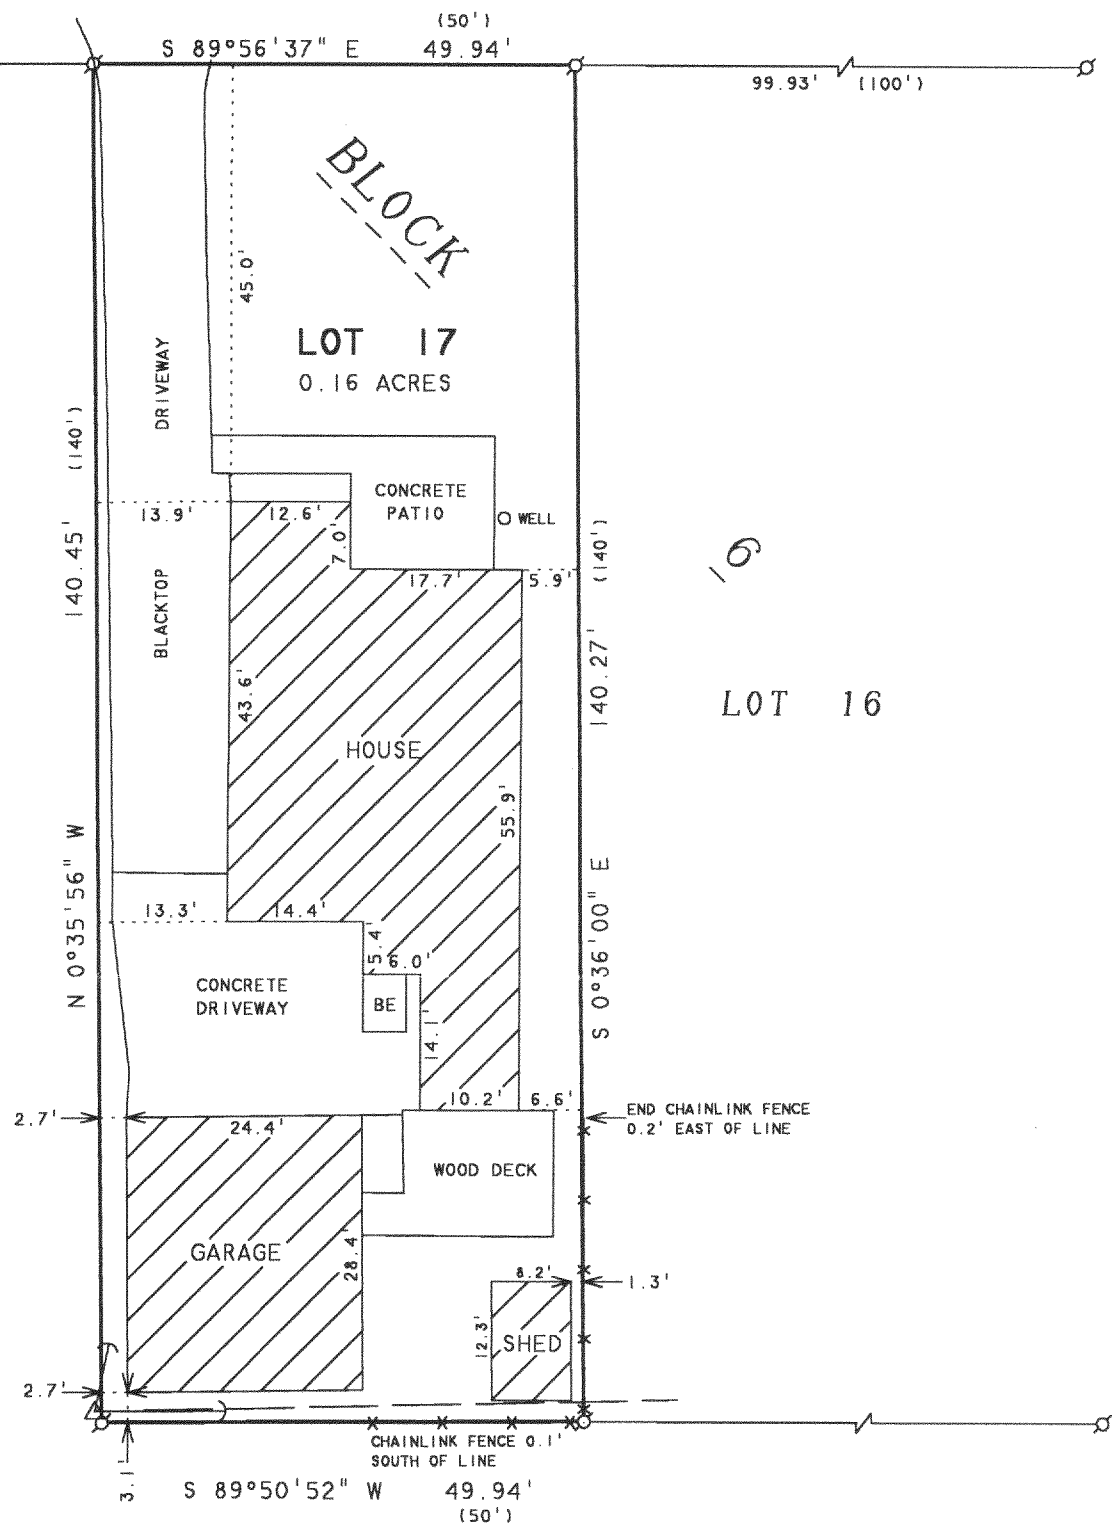 (50')
S 89°56'37" E 49.94'
99.93' (100')
BLOCK
45.0'
LOT 17
0.16 ACRES
DRIVEWAY
(140')
140.45'
CONCRETE
PATIO
WELL
13.9'
12.6'
7.0'
17.7'
5.9'
(140')
6
BLACKTOP
140.27'
43.6'
LOT 16
HOUSE
55.9'
N 0°35'56" W
S 0°36'00" E
13.3'
14.4'
5.4'
6.0'
CONCRETE
DRIVEWAY
BE
14.1'
10.2'
6.6'
END CHAINLINK FENCE
0.2' EAST OF LINE
2.7'
24.4'
WOOD DECK
GARAGE
28.4'
8.2'
1.3'
12.3'
SHED
2.7'
CHAINLINK FENCE 0.1'
SOUTH OF LINE
3.1'
S 89°50'52" W 49.94'
(50')